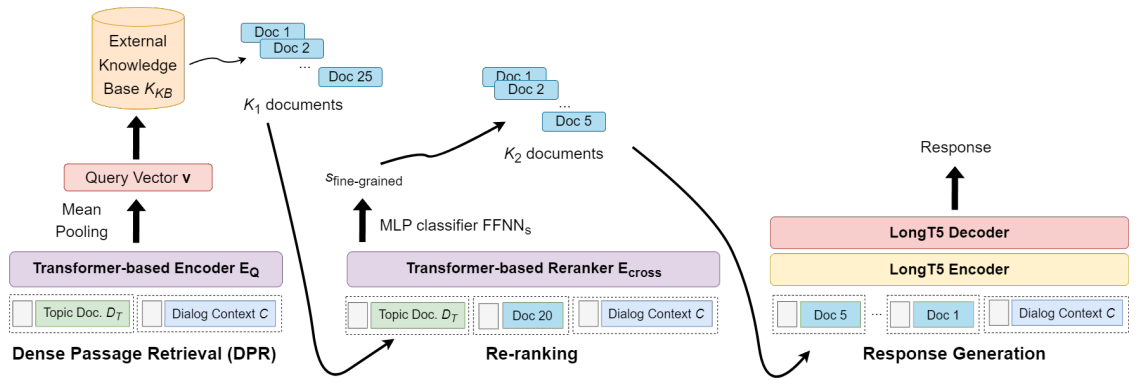 External
Knowledge
Base K_KB
Doc 1
Doc 2
...
Doc 25
K_1 documents
Query Vector v
Mean
Pooling
Transformer-based Encoder E_Q
Topic Doc. D_T
Dialog Context C
Dense Passage Retrieval (DPR)
Doc 1
Doc 2
...
Doc 5
K_2 documents
s_fine-grained
MLP classifier FFNN_s
Transformer-based Reranker E_cross
Topic Doc. D_T
Doc 20
Dialog Context C
Re-ranking
Response
LongT5 Decoder
LongT5 Encoder
Doc 5
...
Doc 1
Dialog Context C
Response Generation